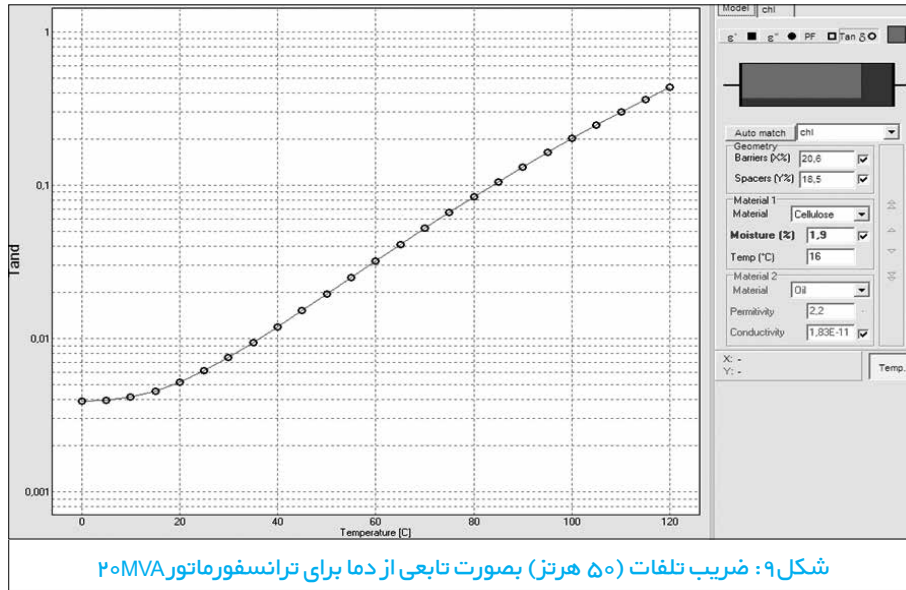 Model chl
ε' ε" PF Tan δ
Auto match chl
Geometry
Barriers (X%) 20,6
Spacers (Y%) 18,5
Material 1
Material Cellulose
Moisture (%) 1,9
Temp (°C) 16
Material 2
Material Oil
Permitivity 2,2
Conductivity 1,83E-11
X: -
Y: -
Temp.
1
0,1
0,01
0,001
Tand
0 20 40 60 80 100 120
Temperature [C]
شکل۹: ضریب تلفات (۵۰ هرتز) بصورت تابعی از دما برای ترانسفورماتور ۲۰MVA